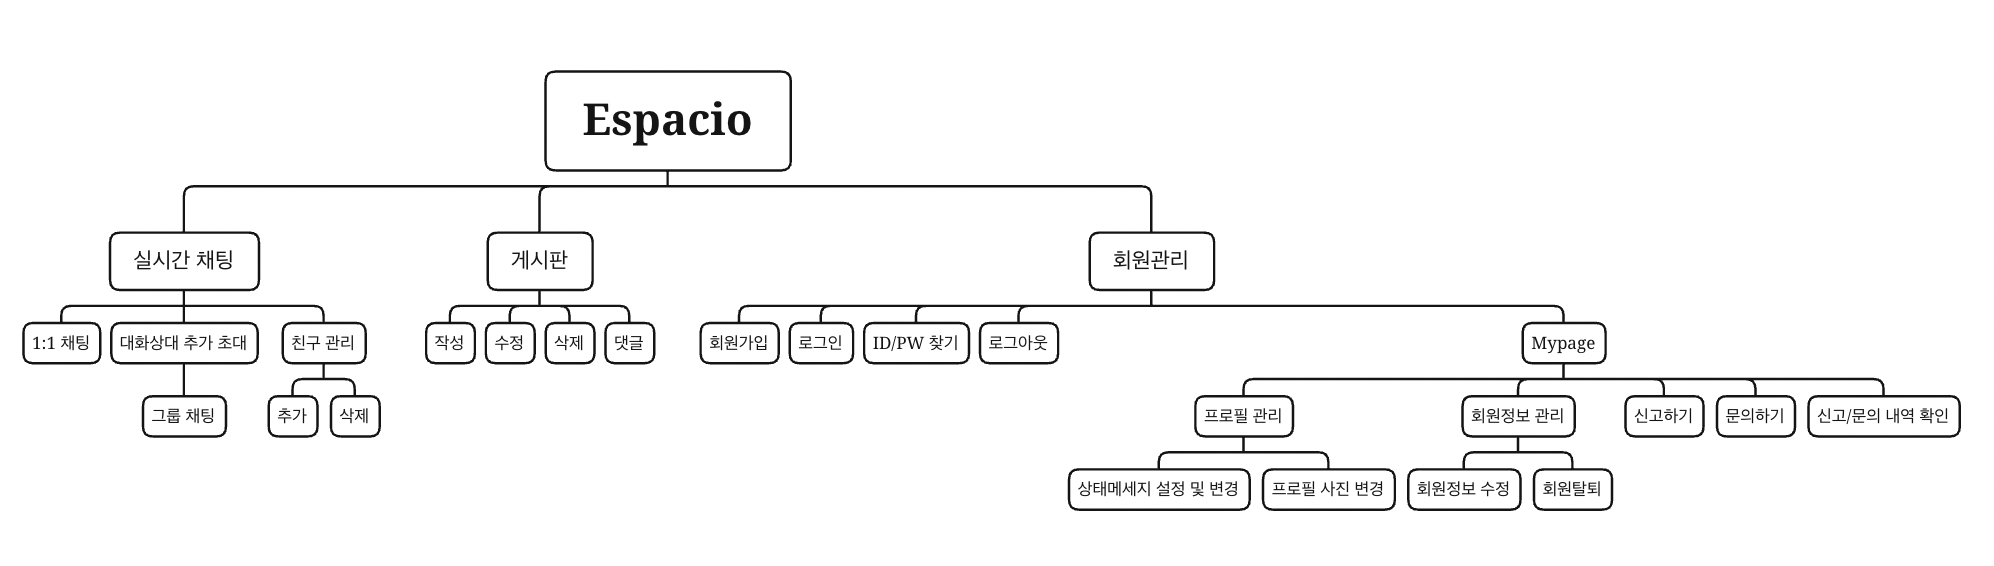 Espacio
실시간 채팅
게시판
회원관리
1:1 채팅
대화상대 추가 초대
친구 관리
작성
수정
삭제
댓글
회원가입
로그인
ID/PW 찾기
로그아웃
Mypage
그룹 채팅
추가
삭제
프로필 관리
회원정보 관리
신고하기
문의하기
신고/문의 내역 확인
상태메세지 설정 및 변경
프로필 사진 변경
회원정보 수정
회원탈퇴